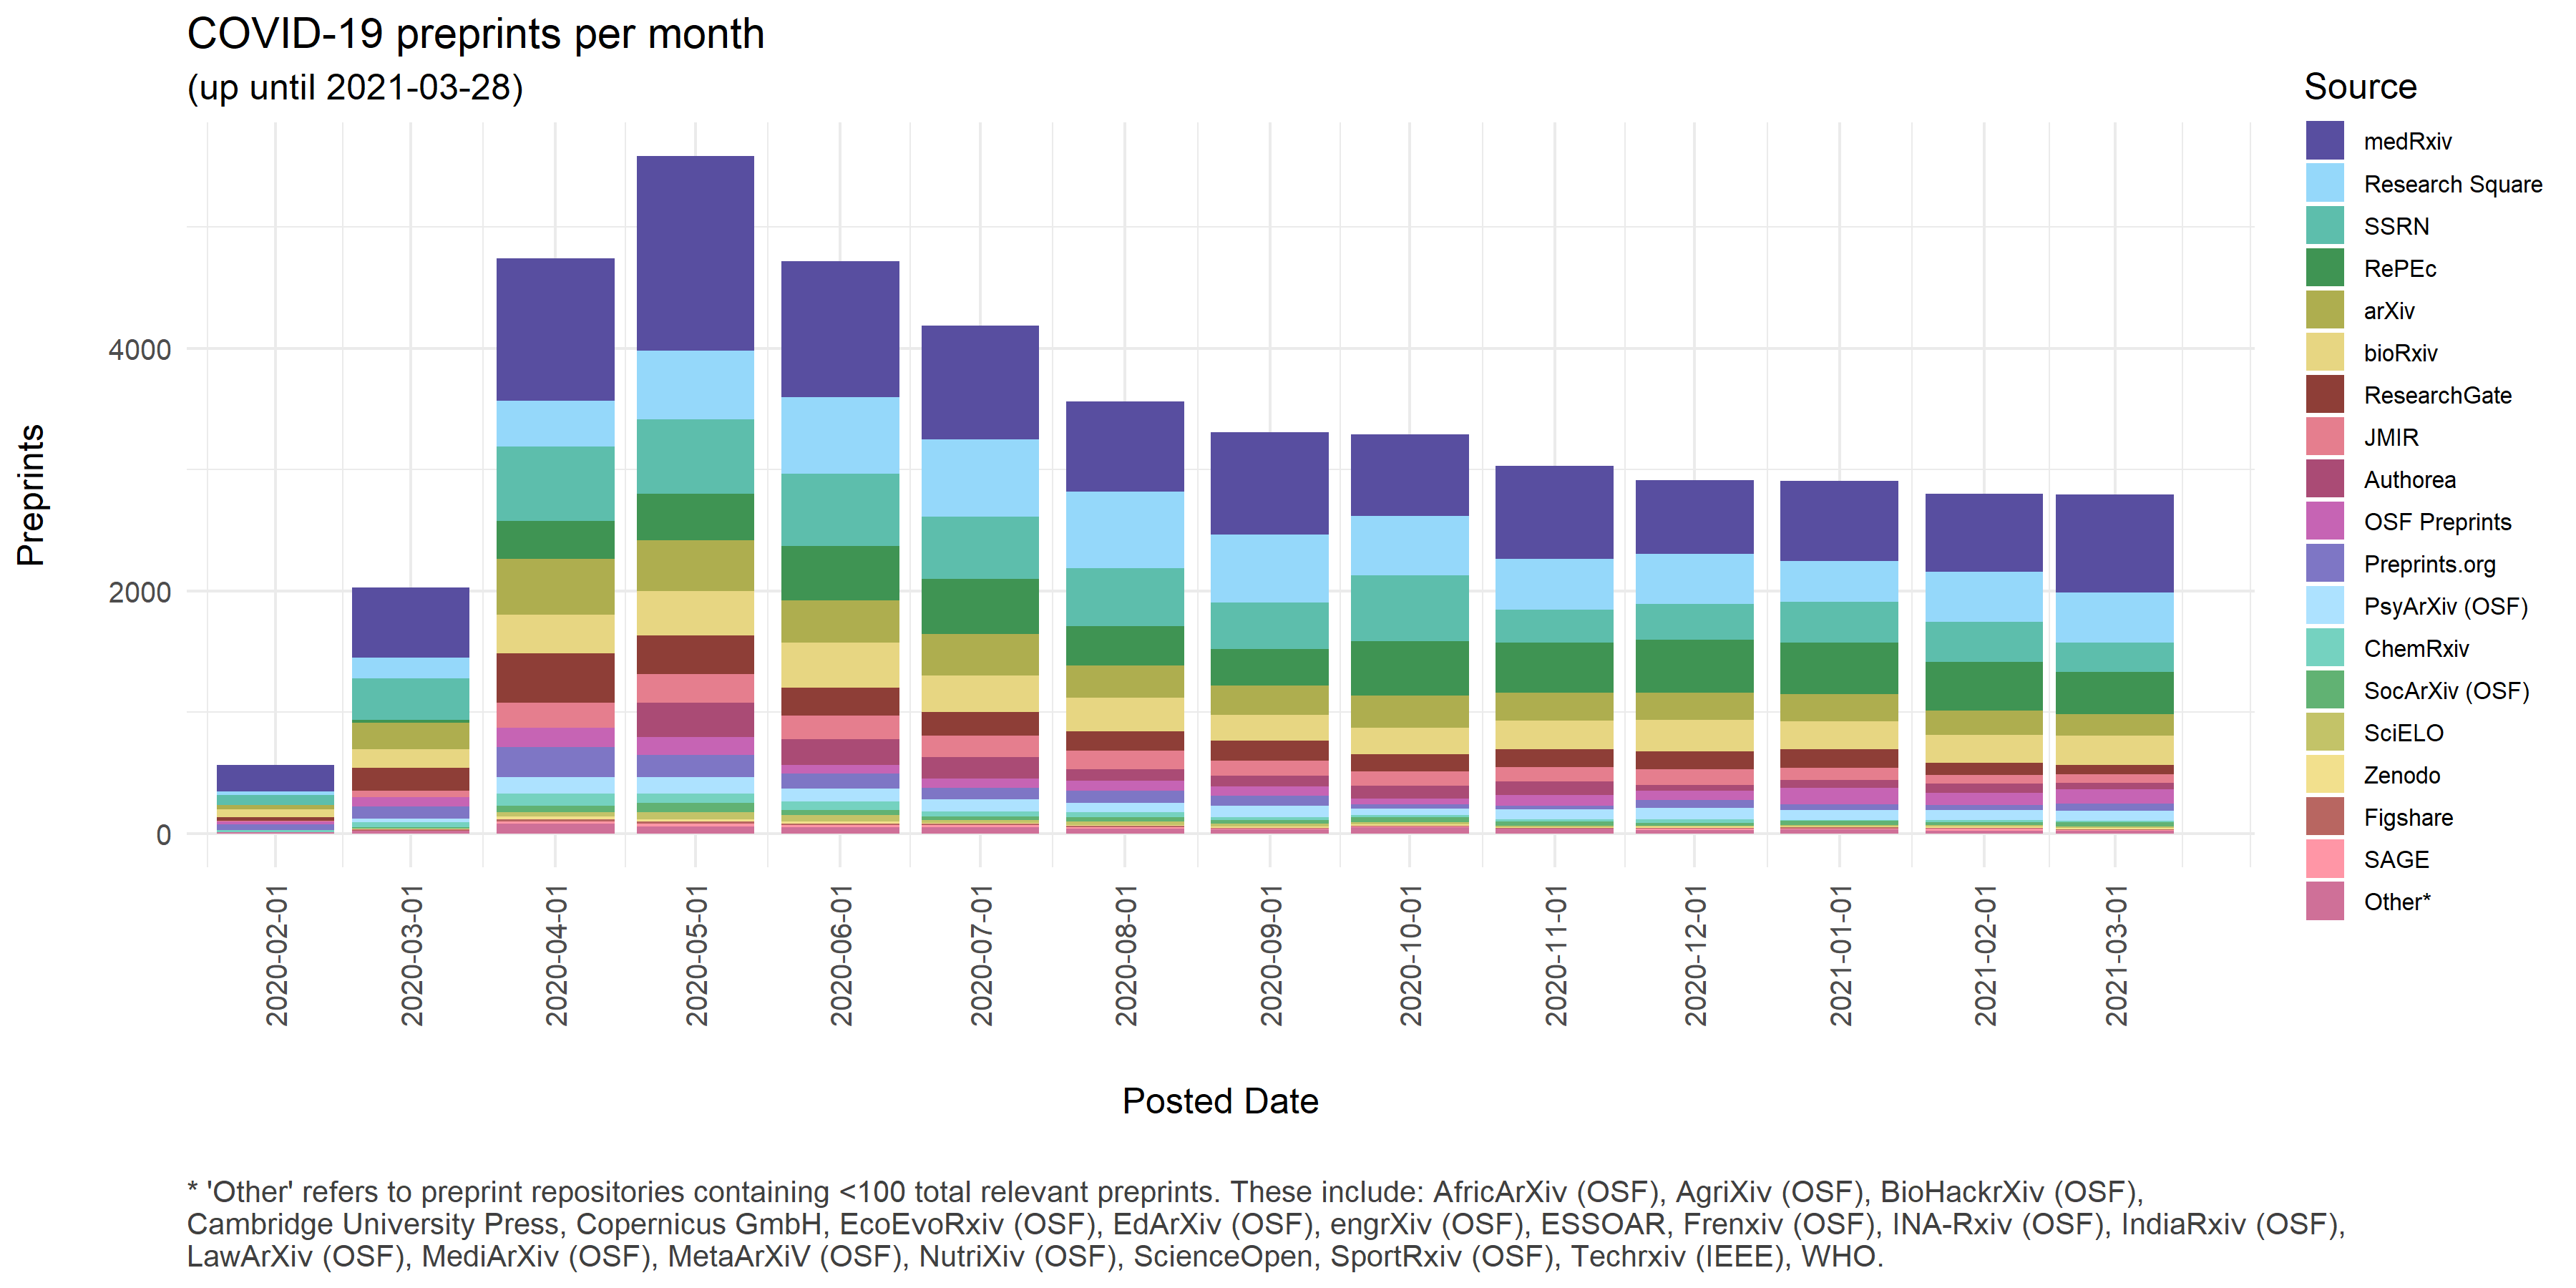 COVID-19 preprints per month
(up until 2021-03-28)
Preprints
4000
2000
0
2020-02-01
2020-03-01
2020-04-01
2020-05-01
2020-06-01
2020-07-01
2020-08-01
2020-09-01
2020-10-01
2020-11-01
2020-12-01
2021-01-01
2021-02-01
2021-03-01
Posted Date
Source
medRxiv
Research Square
SSRN
RePEc
arXiv
bioRxiv
ResearchGate
JMIR
Authorea
OSF Preprints
Preprints.org
PsyArXiv (OSF)
ChemRxiv
SocArXiv (OSF)
SciELO
Zenodo
Figshare
SAGE
Other*
* 'Other' refers to preprint repositories containing <100 total relevant preprints. These include: AfricArXiv (OSF), AgriXiv (OSF), BioHackrXiv (OSF),
Cambridge University Press, Copernicus GmbH, EcoEvoRxiv (OSF), EdArXiv (OSF), engrXiv (OSF), ESSOAR, Frenxiv (OSF), INA-Rxiv (OSF), IndiaRxiv (OSF),
LawArXiv (OSF), MediArXiv (OSF), MetaArXiV (OSF), NutriXiv (OSF), ScienceOpen, SportRxiv (OSF), Techrxiv (IEEE), WHO.